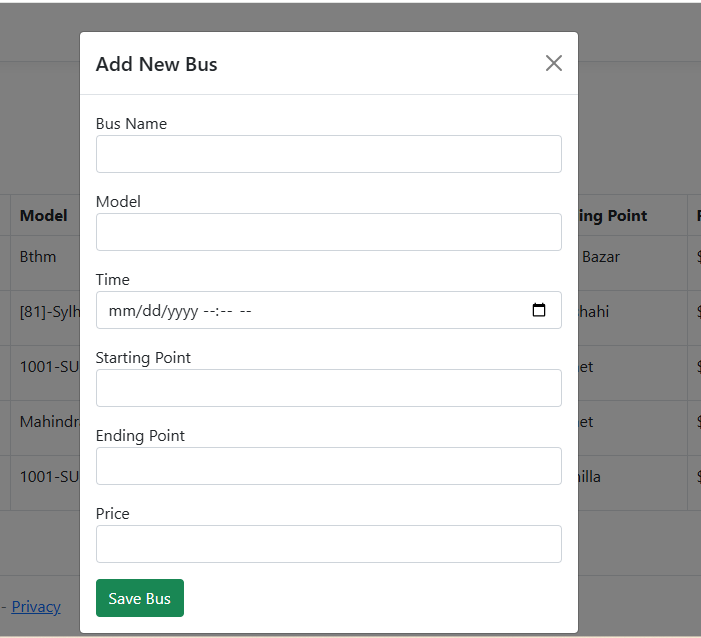 Add New Bus
Bus Name
Model
Time
mm/dd/yyyy --:-- --
Starting Point
Ending Point
Price
Save Bus
Model ing Point
Bthm Bazar $
[81]-Sylh hahi $
1001-SU et $
Mahindr et $
1001-SU illa $
- Privacy